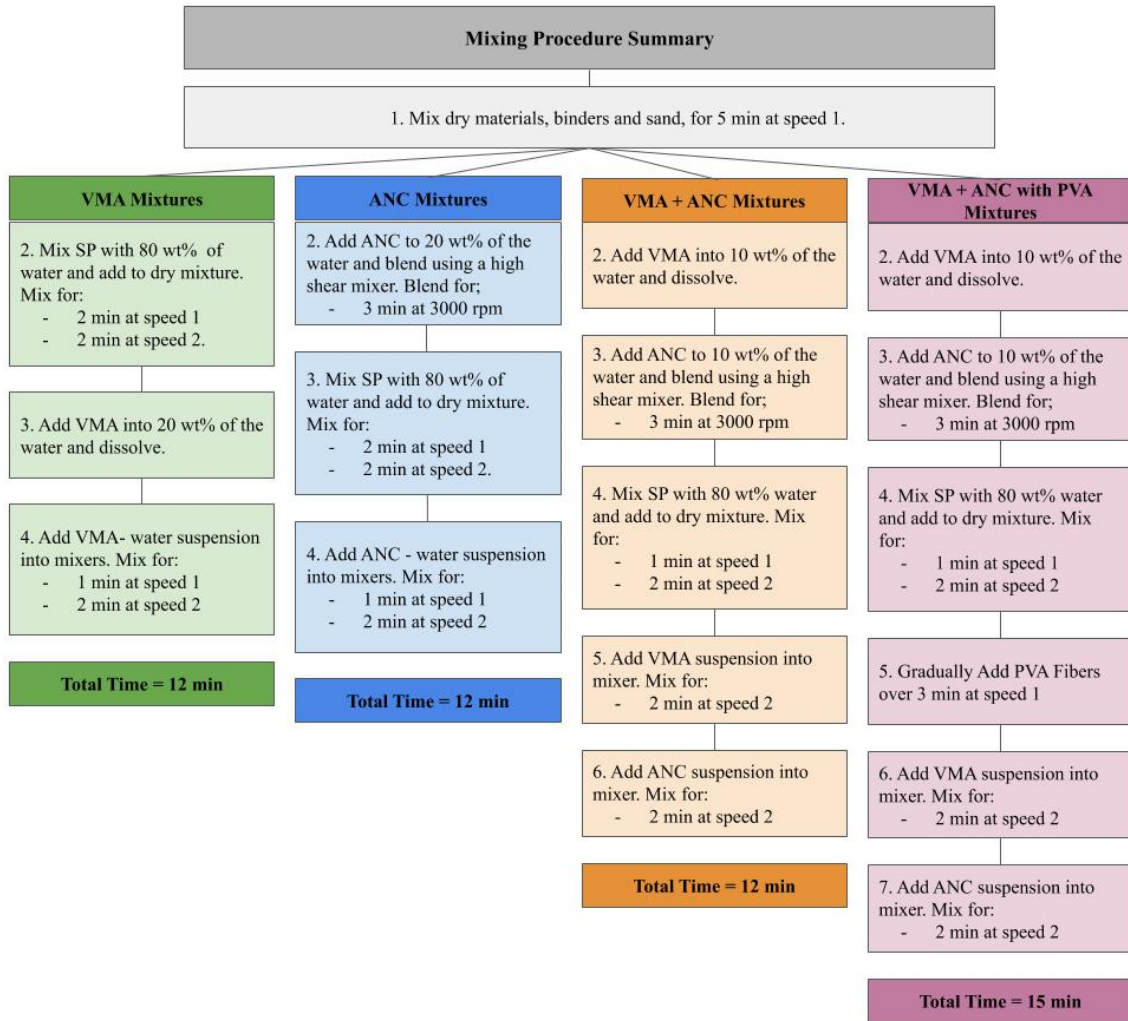 Mixing Procedure Summary
1. Mix dry materials, binders and sand, for 5 min at speed 1.
VMA Mixtures
2. Mix SP with 80 wt% of
water and add to dry mixture.
Mix for:
- 2 min at speed 1
- 2 min at speed 2.
3. Add VMA into 20 wt% of the
water and dissolve.
4. Add VMA- water suspension
into mixers. Mix for:
- 1 min at speed 1
- 2 min at speed 2
Total Time = 12 min
ANC Mixtures
2. Add ANC to 20 wt% of the
water and blend using a high
shear mixer. Blend for;
- 3 min at 3000 rpm
3. Mix SP with 80 wt% of
water and add to dry mixture.
Mix for:
- 2 min at speed 1
- 2 min at speed 2.
4. Add ANC - water suspension
into mixers. Mix for:
- 1 min at speed 1
- 2 min at speed 2
Total Time = 12 min
VMA + ANC Mixtures
2. Add VMA into 10 wt% of the
water and dissolve.
3. Add ANC to 10 wt% of the
water and blend using a high
shear mixer. Blend for;
- 3 min at 3000 rpm
4. Mix SP with 80 wt% water
and add to dry mixture. Mix
for:
- 1 min at speed 1
- 2 min at speed 2
5. Add VMA suspension into
mixer. Mix for:
- 2 min at speed 2
6. Add ANC suspension into
mixer. Mix for:
- 2 min at speed 2
Total Time = 12 min
VMA + ANC with PVA
Mixtures
2. Add VMA into 10 wt% of the
water and dissolve.
3. Add ANC to 10 wt% of the
water and blend using a high
shear mixer. Blend for;
- 3 min at 3000 rpm
4. Mix SP with 80 wt% water
and add to dry mixture. Mix
for:
- 1 min at speed 1
- 2 min at speed 2
5. Gradually Add PVA Fibers
over 3 min at speed 1
6. Add VMA suspension into
mixer. Mix for:
- 2 min at speed 2
7. Add ANC suspension into
mixer. Mix for:
- 2 min at speed 2
Total Time = 15 min